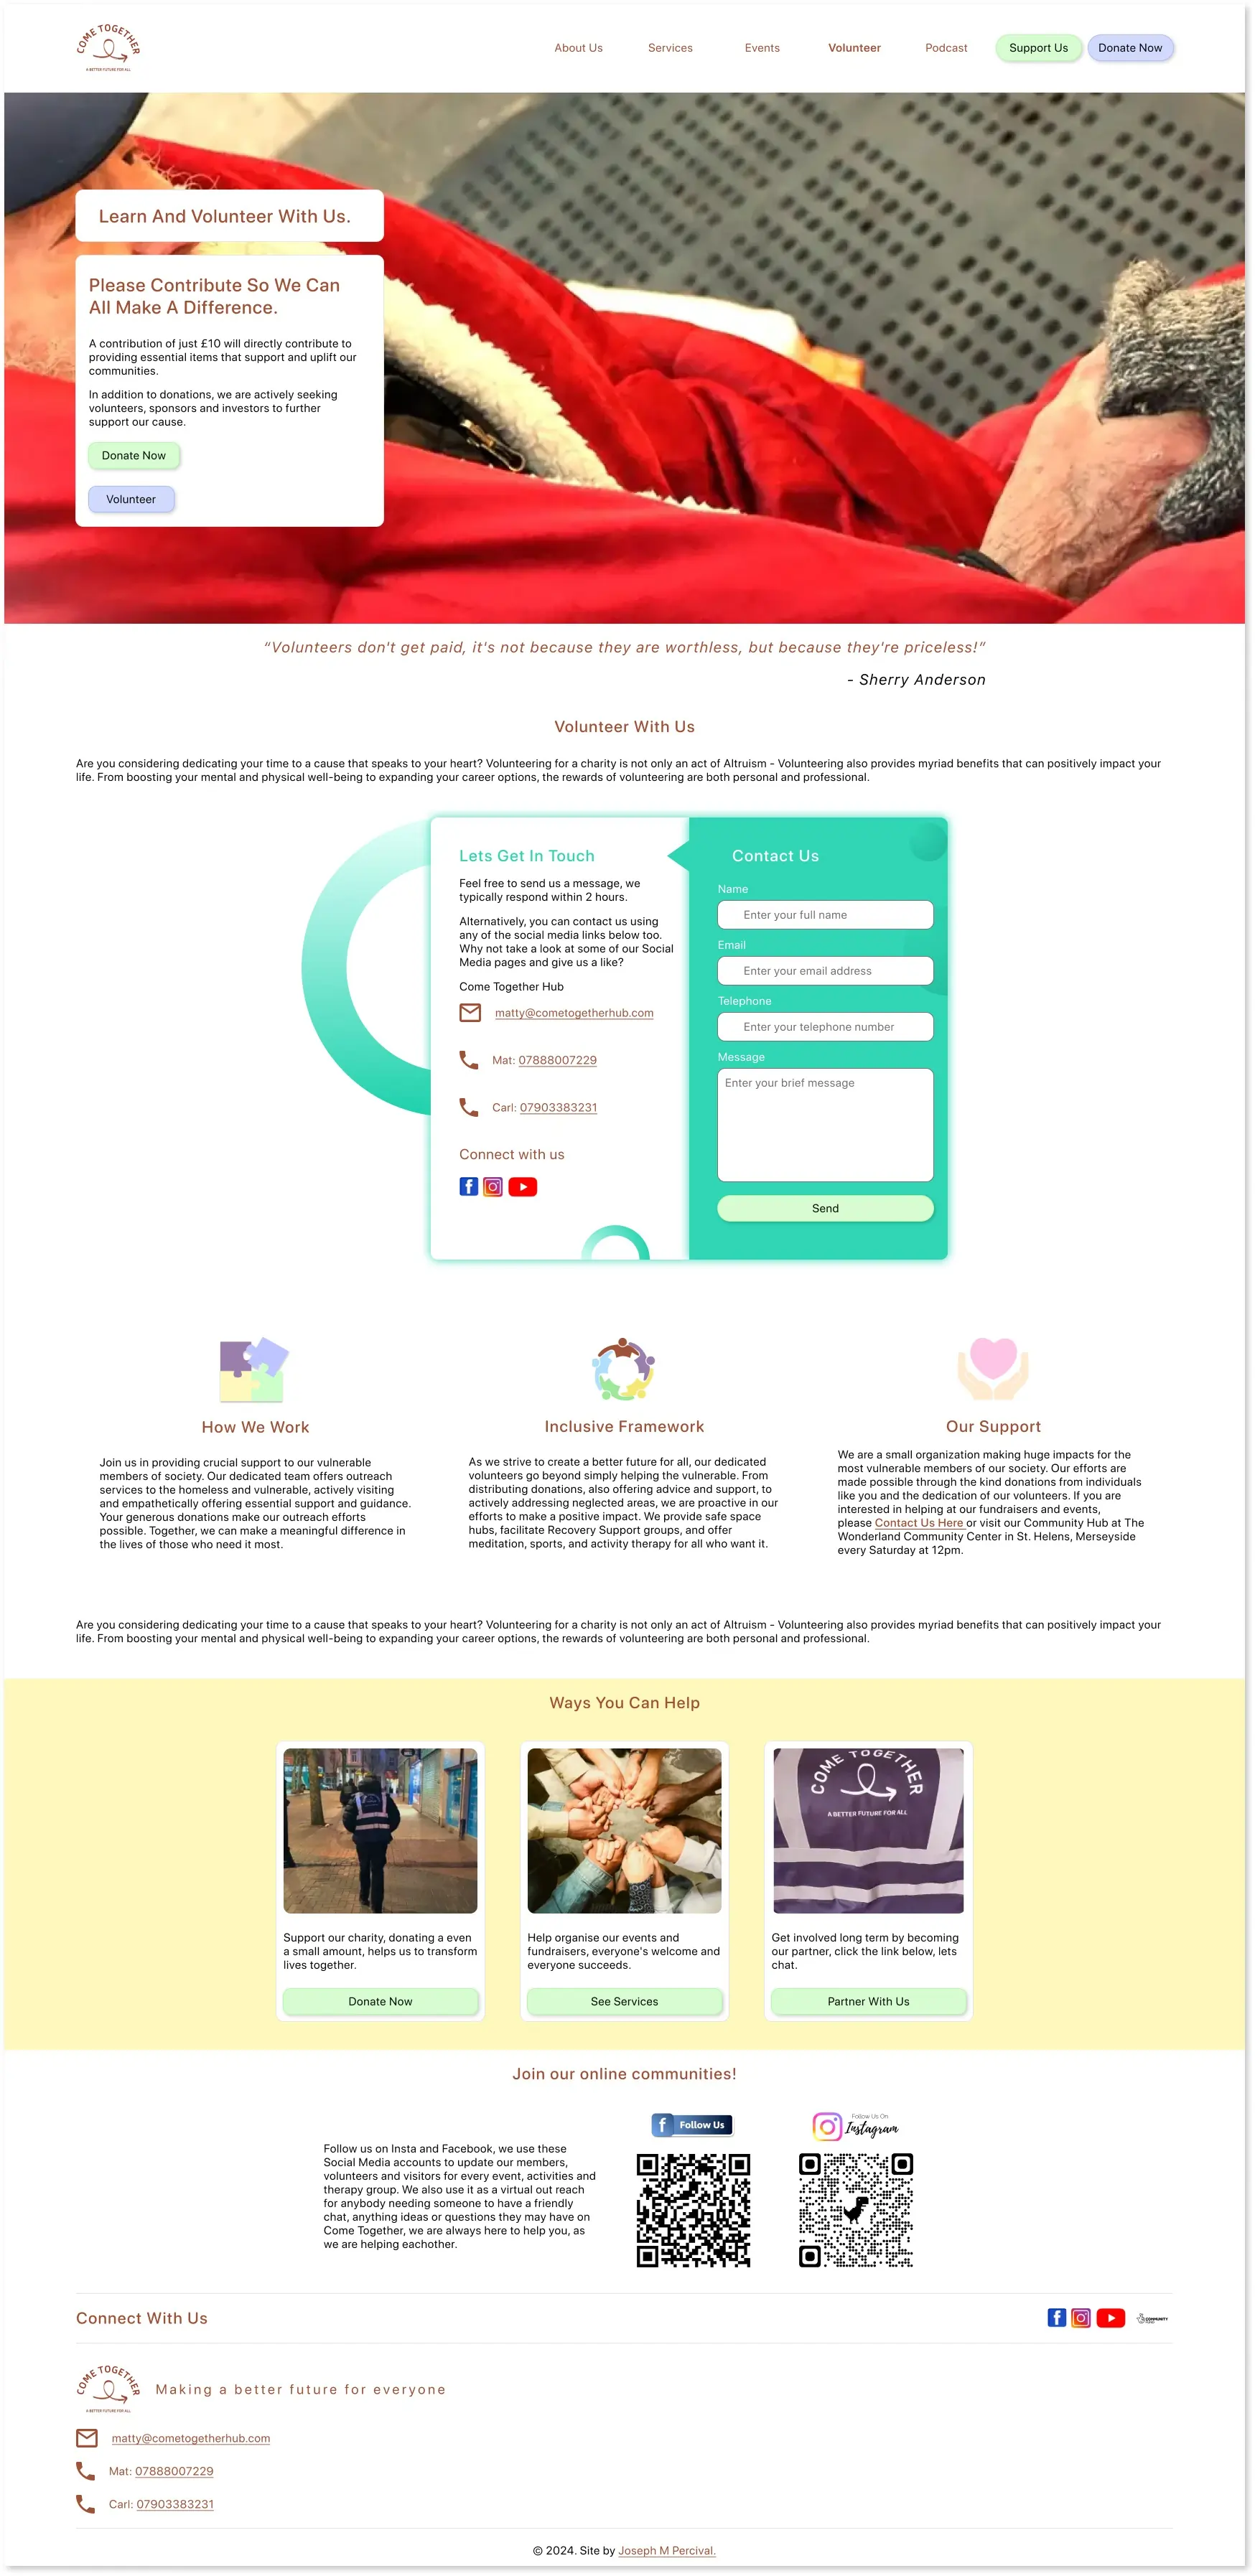 COME TOGETHER
A BETTER FUTURE FOR ALL
About Us
Services
Events
Volunteer
Podcast
Support Us
Donate Now
Learn And Volunteer With Us.
Please Contribute So We Can
All Make A Difference.
A contribution of just £10 will directly contribute to
providing essential items that support and uplift our
communities.
In addition to donations, we are actively seeking
volunteers, sponsors and investors to further
support our cause.
Donate Now
Volunteer
“Volunteers don't get paid, it's not because they are worthless, but because they're priceless!”
- Sherry Anderson
Volunteer With Us
Are you considering dedicating your time to a cause that speaks to your heart? Volunteering for a charity is not only an act of Altruism - Volunteering also provides myriad benefits that can positively impact your
life. From boosting your mental and physical well-being to expanding your career options, the rewards of volunteering are both personal and professional.
Lets Get In Touch
Feel free to send us a message, we
typically respond within 2 hours.
Alternatively, you can contact us using
any of the social media links below too.
Why not take a look at some of our Social
Media pages and give us a like?
Come Together Hub
matty@cometogetherhub.com
Mat: 07888007229
Carl: 07903383231
Connect with us
Contact Us
Name
Enter your full name
Email
Enter your email address
Telephone
Enter your telephone number
Message
Enter your brief message
Send
How We Work
Join us in providing crucial support to our vulnerable
members of society. Our dedicated team offers outreach
services to the homeless and vulnerable, actively visiting
and empathetically offering essential support and guidance.
Your generous donations make our outreach efforts
possible. Together, we can make a meaningful difference in
the lives of those who need it most.
Inclusive Framework
As we strive to create a better future for all, our dedicated
volunteers go beyond simply helping the vulnerable. From
distributing donations, also offering advice and support, to
actively addressing neglected areas, we are proactive in our
efforts to make a positive impact. We provide safe space
hubs, facilitate Recovery Support groups, and offer
meditation, sports, and activity therapy for all who want it.
Our Support
We are a small organization making huge impacts for the
most vulnerable members of our society. Our efforts are
made possible through the kind donations from individuals
like you and the dedication of our volunteers. If you are
interested in helping at our fundraisers and events,
please Contact Us Here or visit our Community Hub at The
Wonderland Community Center in St. Helens, Merseyside
every Saturday at 12pm.
Are you considering dedicating your time to a cause that speaks to your heart? Volunteering for a charity is not only an act of Altruism - Volunteering also provides myriad benefits that can positively impact your
life. From boosting your mental and physical well-being to expanding your career options, the rewards of volunteering are both personal and professional.
Ways You Can Help
Support our charity, donating a even
a small amount, helps us to transform
lives together.
Donate Now
Help organise our events and
fundraisers, everyone's welcome and
everyone succeeds.
See Services
COME TOGETHER
A BETTER FUTURE FOR ALL
Get involved long term by becoming
our partner, click the link below, lets
chat.
Partner With Us
Join our online communities!
Follow us on Insta and Facebook, we use these
Social Media accounts to update our members,
volunteers and visitors for every event, activities and
therapy group. We also use it as a virtual out reach
for anybody needing someone to have a friendly
chat, anything ideas or questions they may have on
Come Together, we are always here to help you, as
we are helping eachother.
f Follow Us
Follow Us On
Instagram
Connect With Us
COMMUNITY
COME TOGETHER
A BETTER FUTURE FOR ALL
Making a better future for everyone
matty@cometogetherhub.com
Mat: 07888007229
Carl: 07903383231
© 2024. Site by Joseph M Percival.